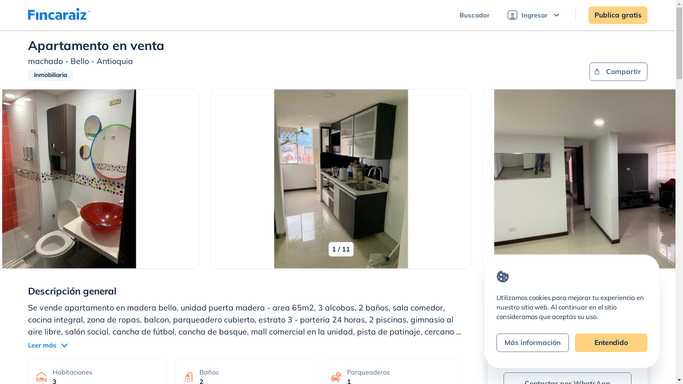 Fincaraiz
Buscador
Ingresar
Publica gratis
Apartamento en venta
machado - Bello - Antioquia
Inmobiliaria
Compartir
1 / 11
Descripción general
Se vende apartamento en madera bello, unidad puerta madera - area 65m2, 3 alcobas, 2 baños, sala comedor,
cocina integral, zona de ropas, balcon, parqueadero cubierto, estrato 3 - parteria 24 horas, 2 piscinas, gimnasio al
aire libre, salón social, cancha de fútbol, cancha de basque, mall comercial en la unidad, pista de patinaje, cercano ...
Leer más
Habitaciones
3
Baños
2
Parqueaderos
1
Utilizamos cookies para mejorar tu experiencia en
nuestro sitio web. Al continuar en el sitio
consideramos que aceptas su uso.
Más información
Entendido
Contactar por WhatsApp